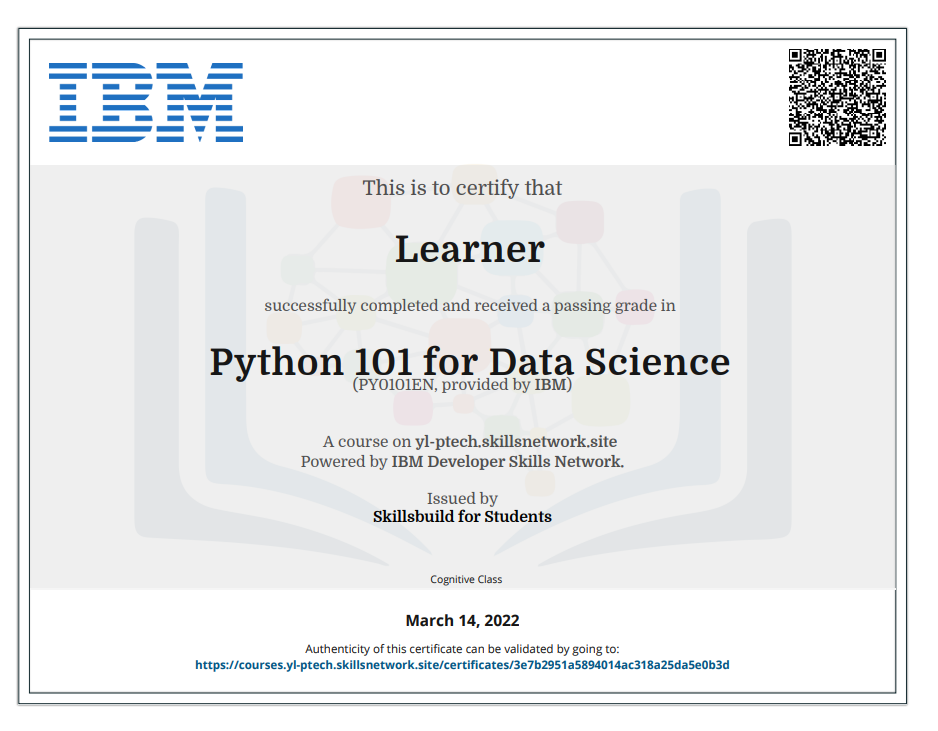 IBM
This is to certify that
Learner
successfully completed and received a passing grade in
Python 101 for Data Science
(PY0101EN, provided by IBM)
A course on yl-ptech.skillsnetwork.site
Powered by IBM Developer Skills Network.
Issued by
Skillsbuild for Students
Cognitive Class
March 14, 2022
Authenticity of this certificate can be validated by going to:
https://courses.yl-ptech.skillsnetwork.site/certificates/3e7b2951a5894014ac318a25da5e0b3d